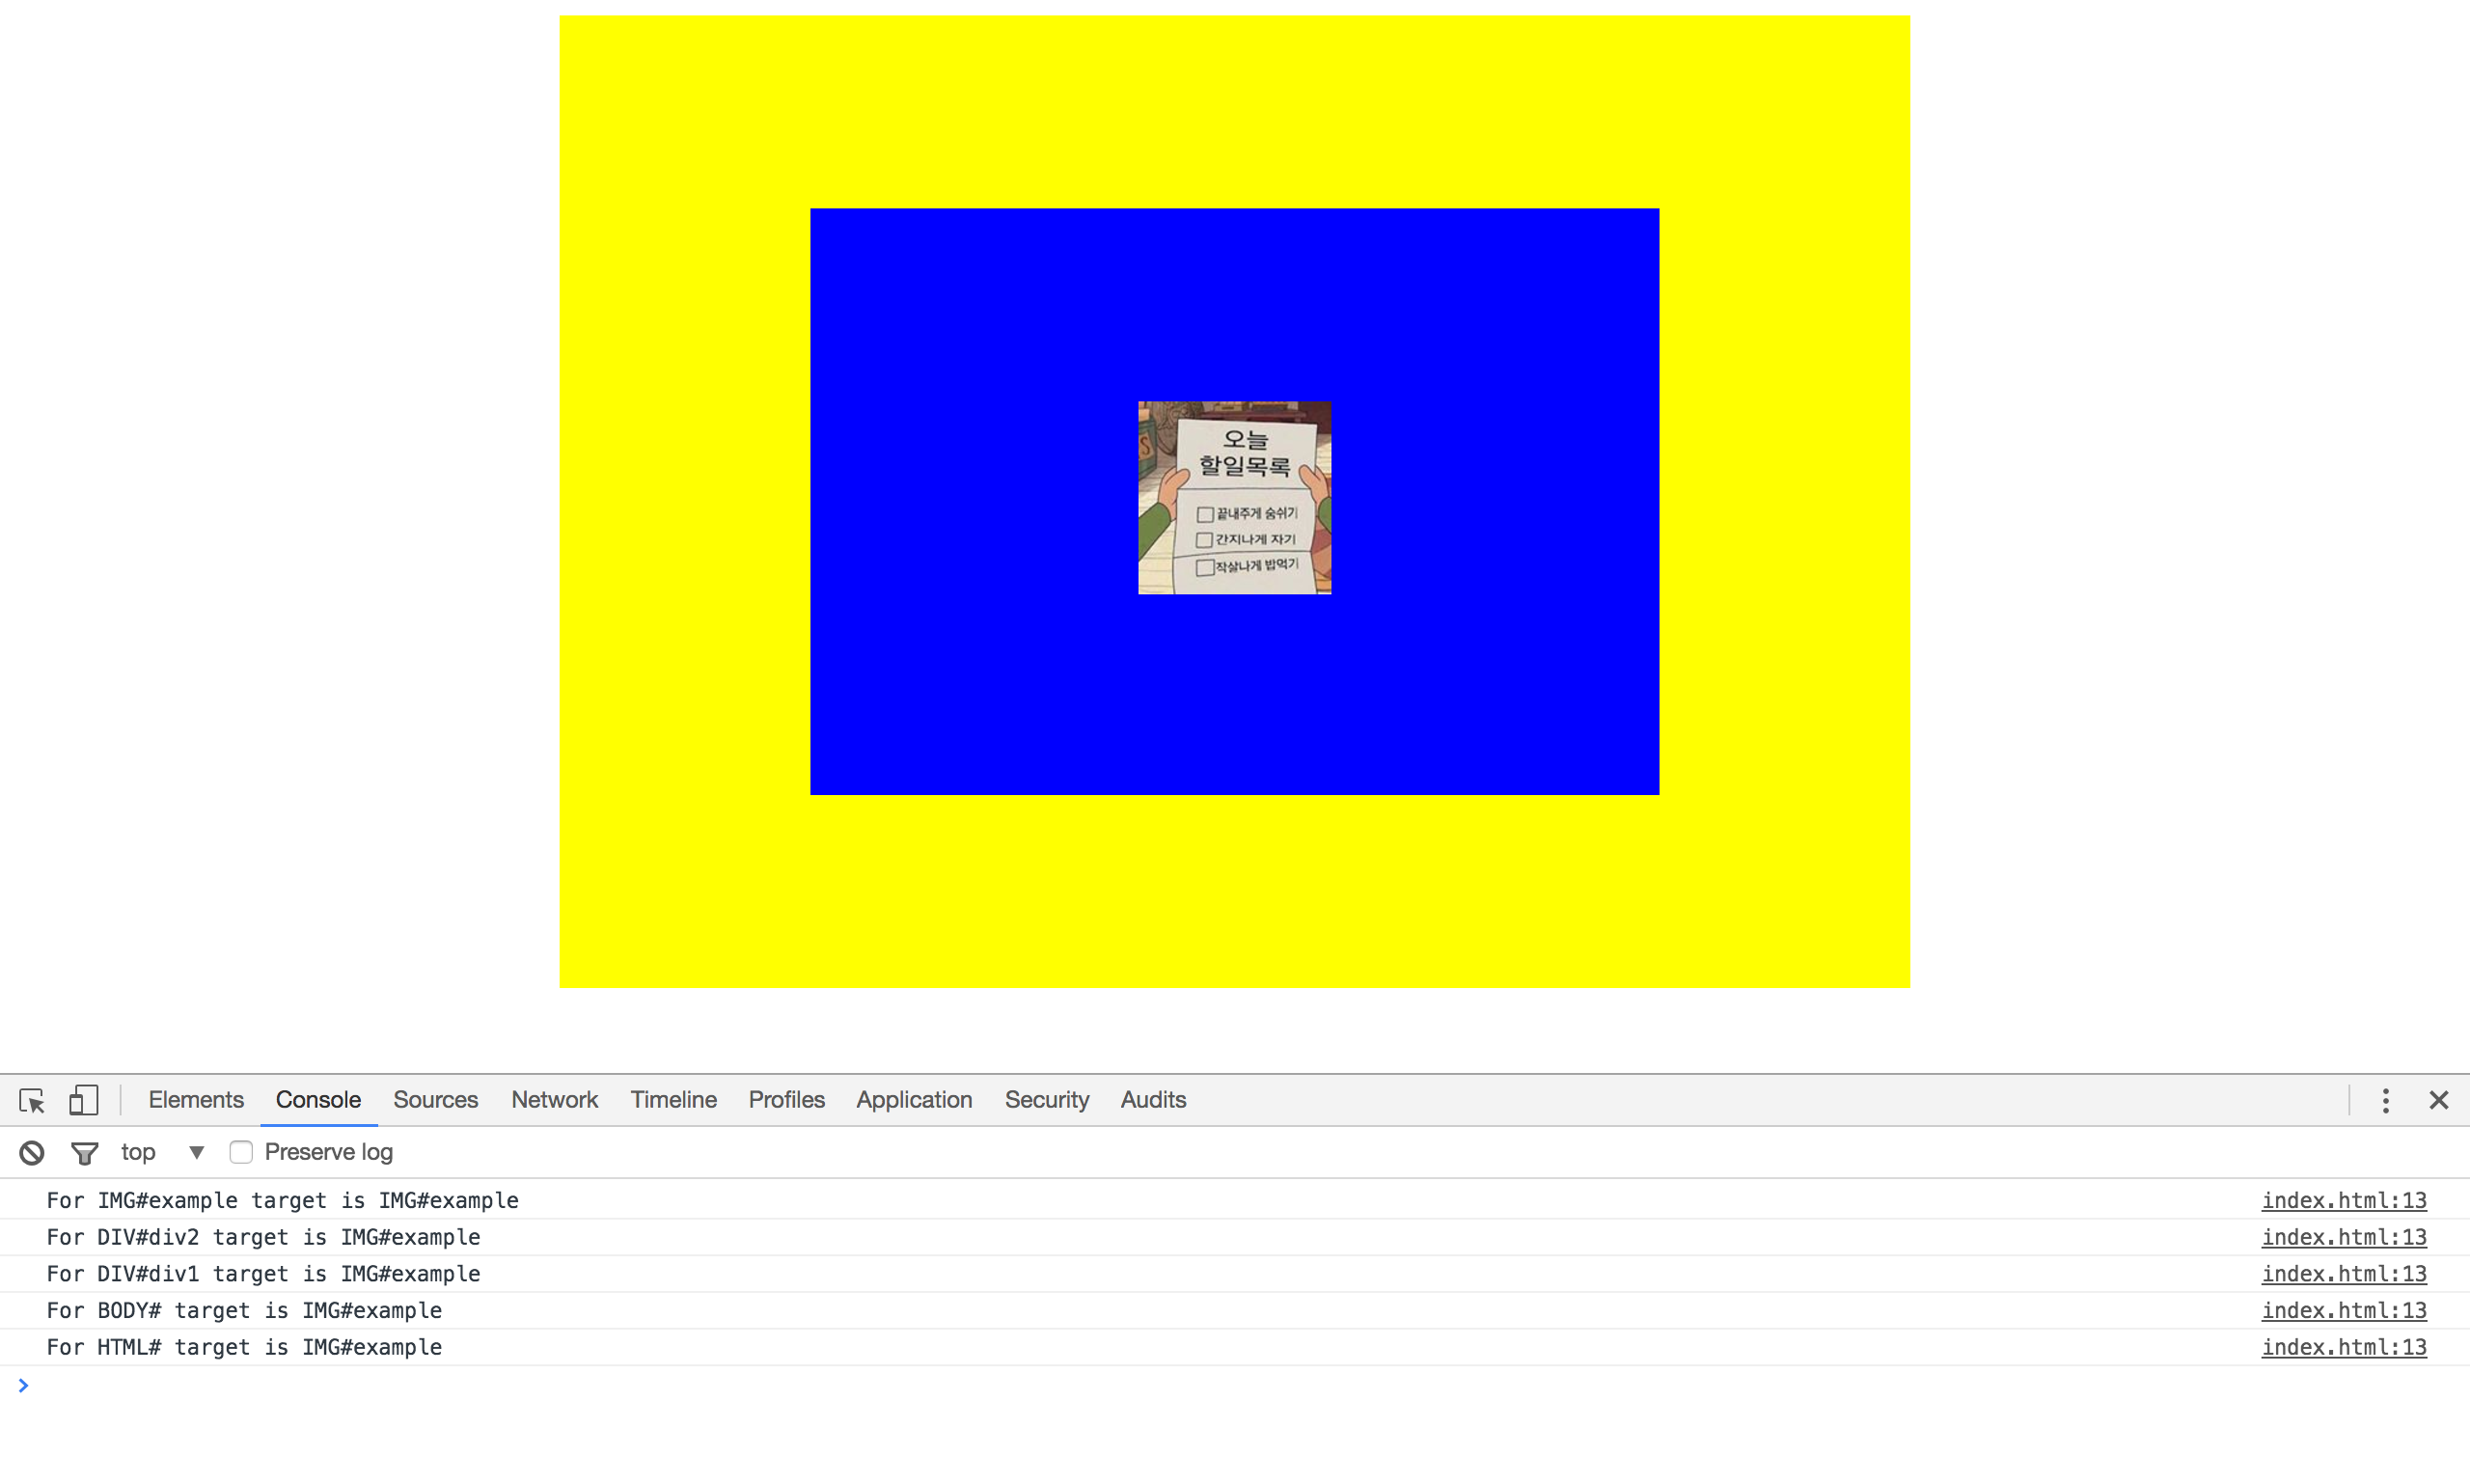 오늘
할일목록
끝내주게 숨쉬기
간지나게 자기
작살나게 밥먹기
Elements Console Sources Network Timeline Profiles Application Security Audits
top ▼ Preserve log
For IMG#example target is IMG#example index.html:13
For DIV#div2 target is IMG#example index.html:13
For DIV#div1 target is IMG#example index.html:13
For BODY# target is IMG#example index.html:13
For HTML# target is IMG#example index.html:13